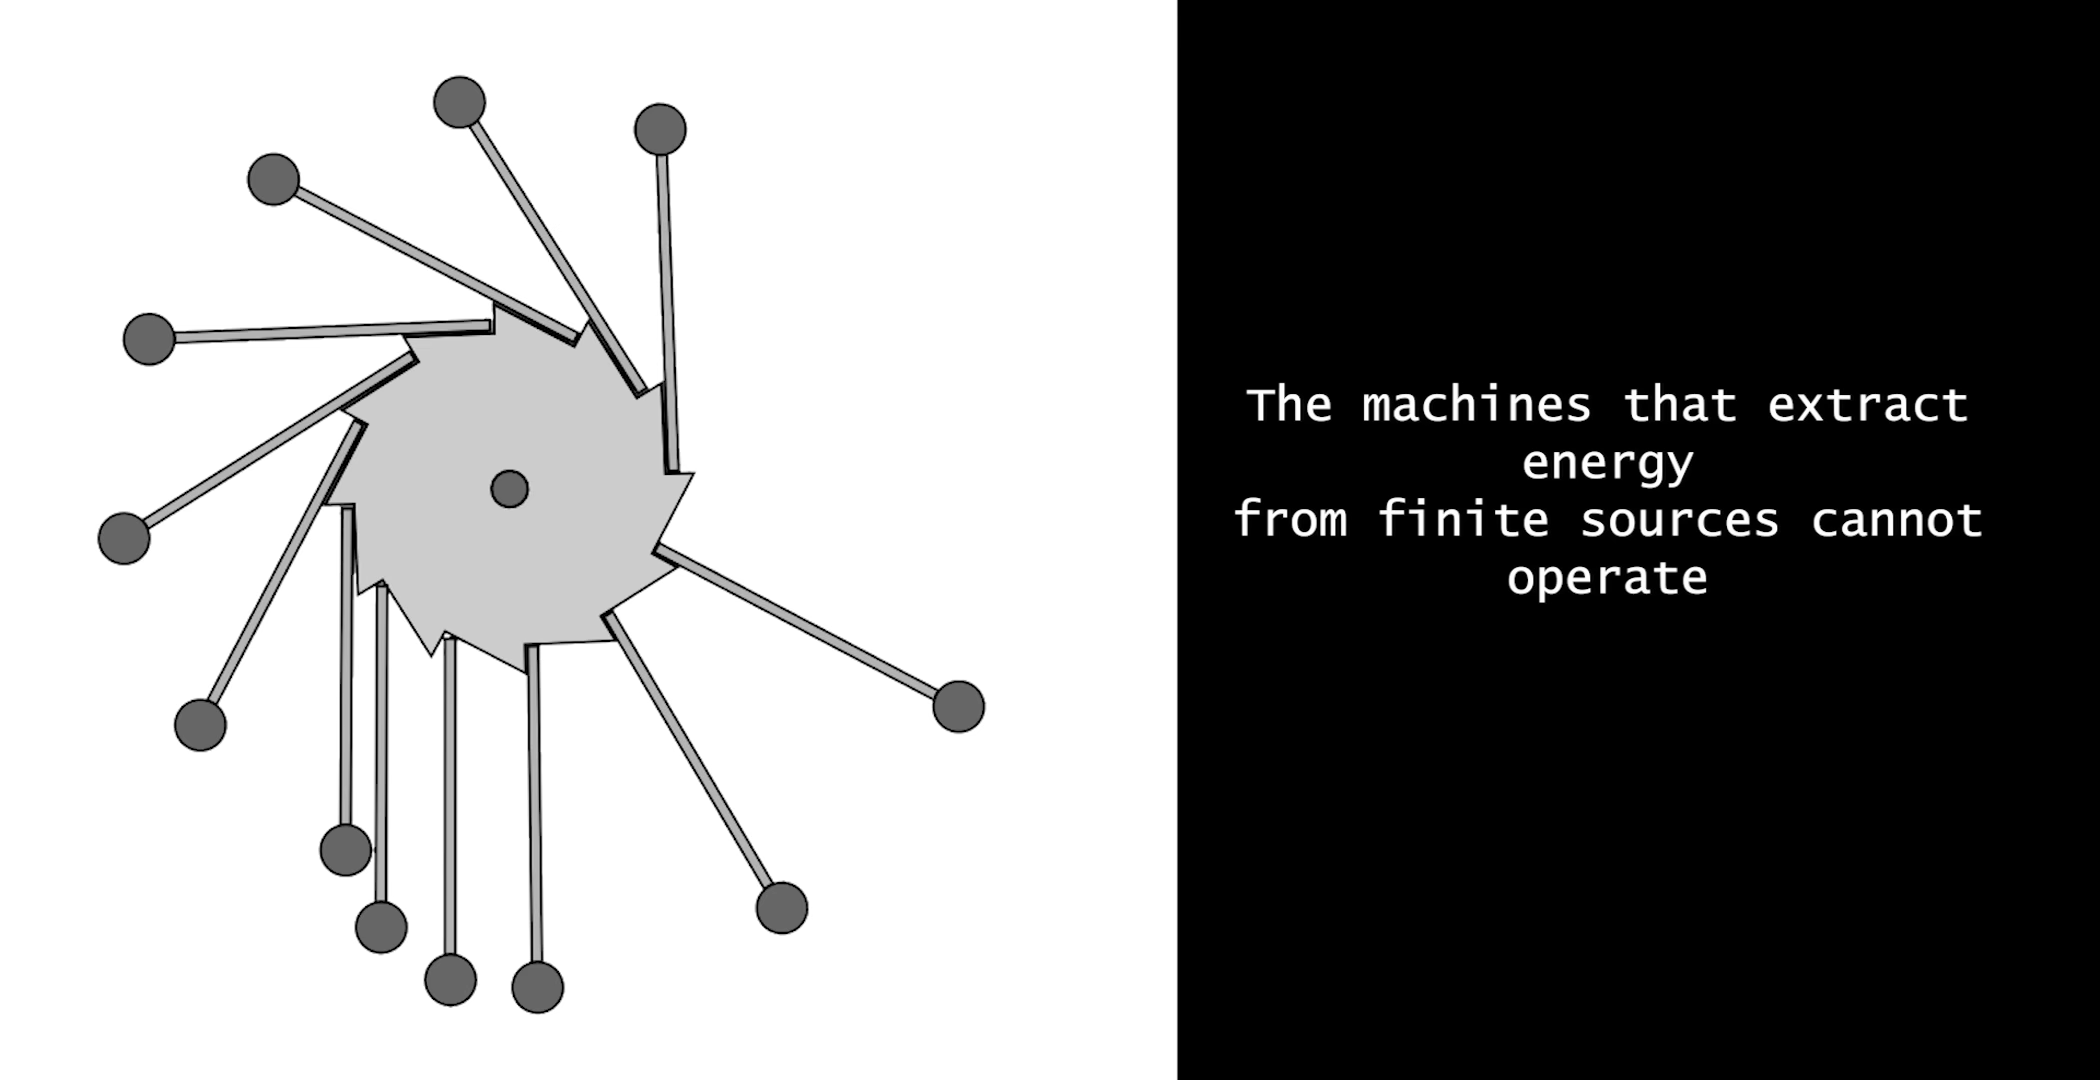 The machines that extract
energy
from finite sources cannot
operate